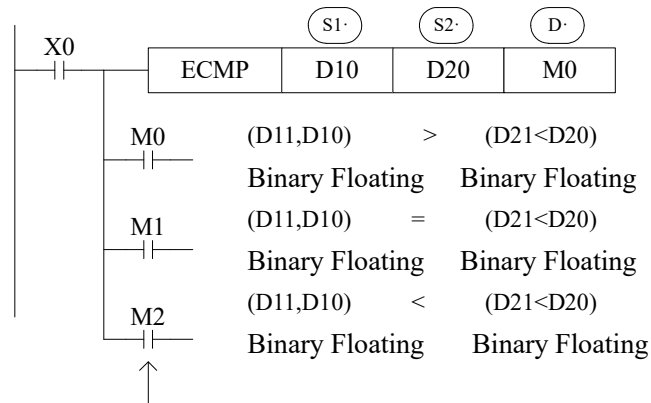 S1· S2· D·
X0
ECMP D10 D20 M0
M0 (D11,D10) > (D21<D20)
Binary Floating Binary Floating
M1 (D11,D10) = (D21<D20)
Binary Floating Binary Floating
M2 (D11,D10) < (D21<D20)
Binary Floating Binary Floating